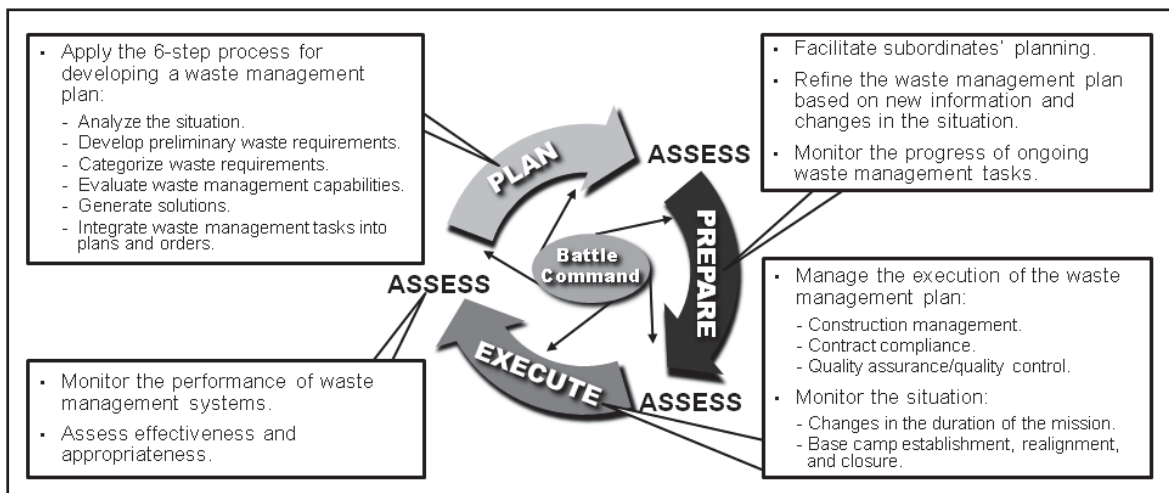 ▪ Apply the 6-step process for
developing a waste management
plan:
- Analyze the situation.
- Develop preliminary waste requirements.
- Categorize waste requirements.
- Evaluate waste management capabilities.
- Generate solutions.
- Integrate waste management tasks into
plans and orders.
▪ Facilitate subordinates' planning.
▪ Refine the waste management plan
based on new information and
changes in the situation.
▪ Monitor the progress of ongoing
waste management tasks.
PLAN
ASSESS
PREPARE
Battle
Command
ASSESS
EXECUTE
ASSESS
▪ Monitor the performance of waste
management systems.
▪ Assess effectiveness and
appropriateness.
▪ Manage the execution of the waste
management plan:
- Construction management.
- Contract compliance.
- Quality assurance/quality control.
▪ Monitor the situation:
- Changes in the duration of the mission.
- Base camp establishment, realignment,
and closure.